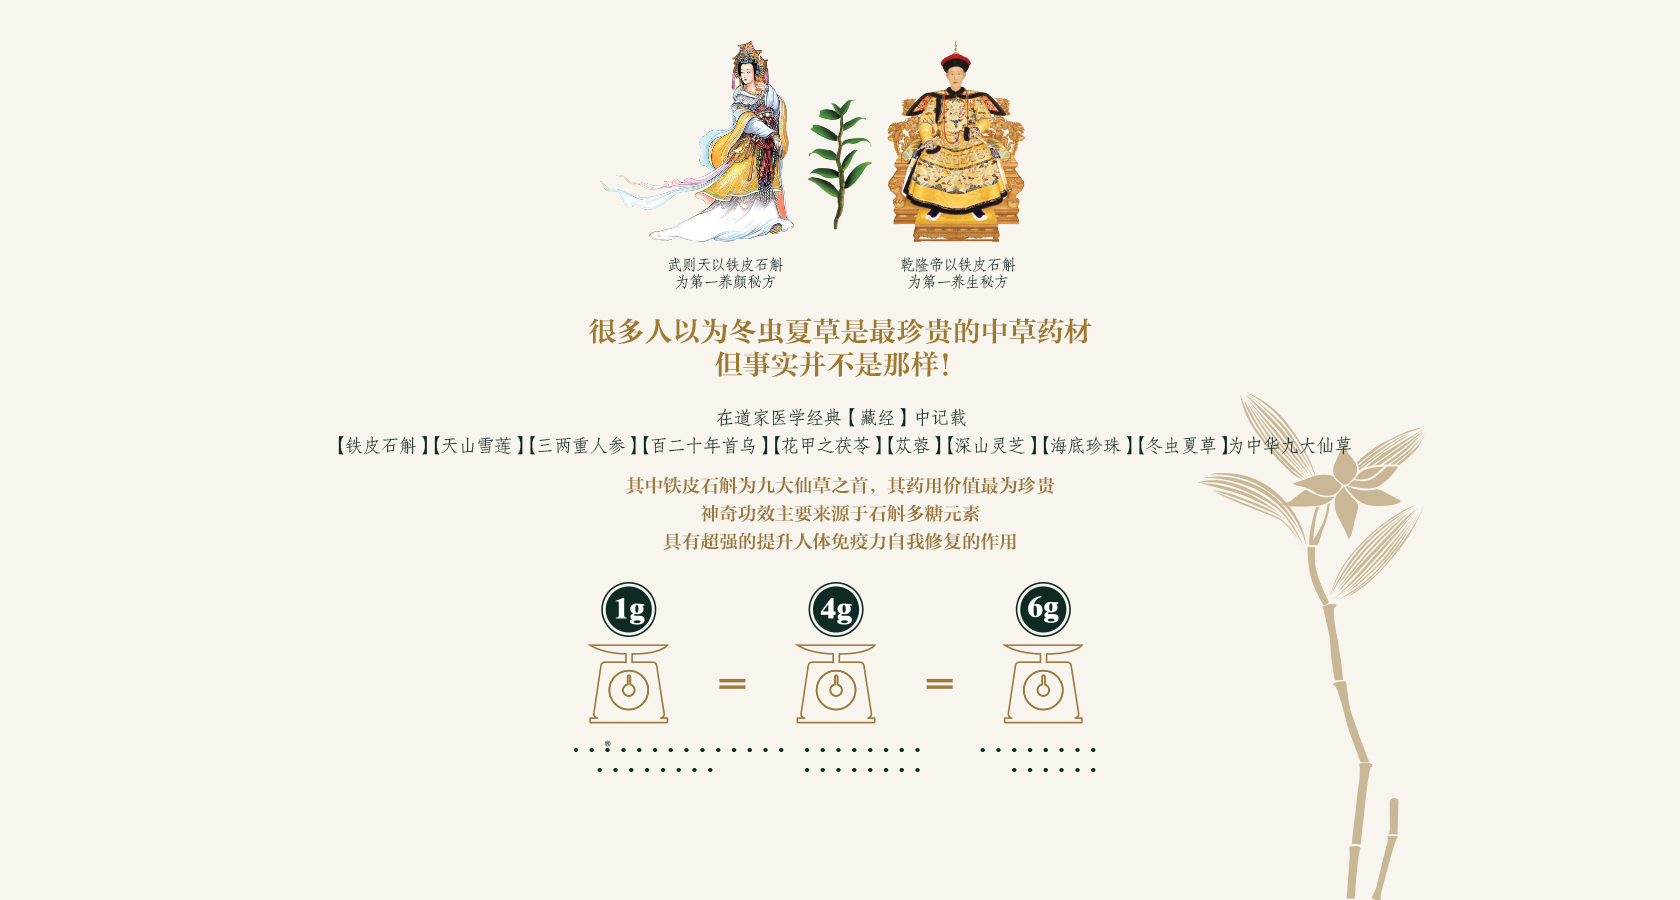 武则天以铁皮石斛
为第一养颜秘方
乾隆帝以铁皮石斛
为第一养生秘方
很多人以为冬虫夏草是最珍贵的中草药材
但事实并不是那样！
在道家医学经典【藏经】中记载
【铁皮石斛】【天山雪莲】【三两重人参】【百二十年首乌】【花甲之茯苓】【苁蓉】【深山灵芝】【海底珍珠】【冬虫夏草】为中华九大仙草
其中铁皮石斛为九大仙草之首，其药用价值最为珍贵
神奇功效主要来源于石斛多糖元素
具有超强的提升人体免疫力自我修复的作用
1g
4g
6g
=
=
®